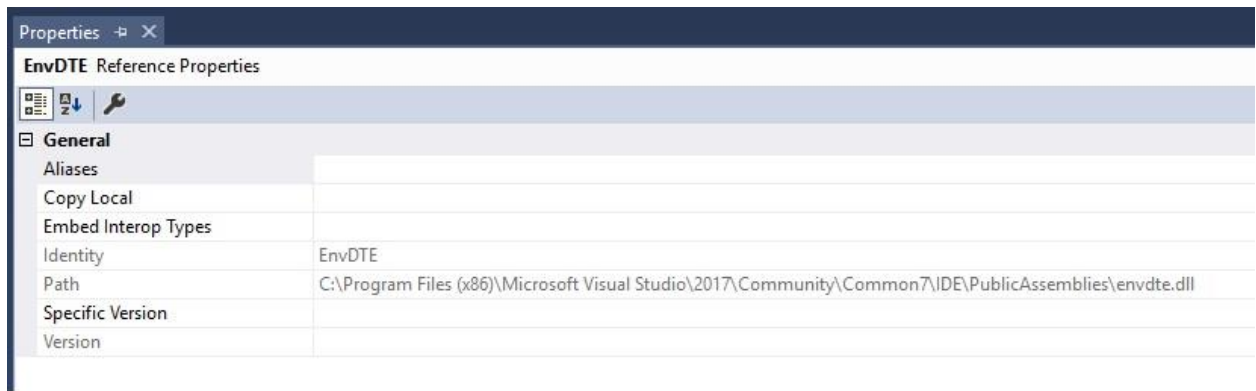 Properties
EnvDTE Reference Properties
General
Aliases
Copy Local
Embed Interop Types
Identity EnvDTE
Path C:\Program Files (x86)\Microsoft Visual Studio\2017\Community\Common7\IDE\PublicAssemblies\envdte.dll
Specific Version
Version